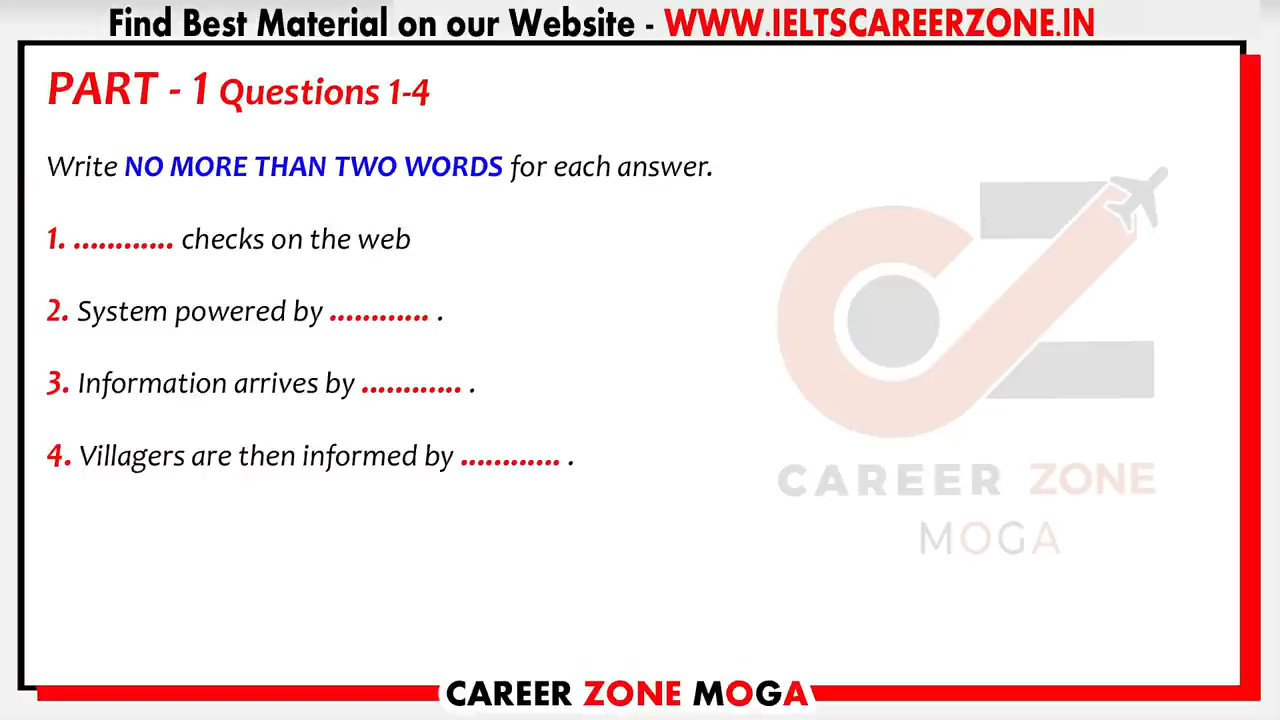 Find Best Material on our Website - WWW.IELTSCAREERZONE.IN
PART - 1 Questions 1-4
Write NO MORE THAN TWO WORDS for each answer.
1. ............ checks on the web
2. System powered by ............ .
3. Information arrives by ............ .
4. Villagers are then informed by ............ .
CAREER ZONE
MOGA
CAREER ZONE MOGA